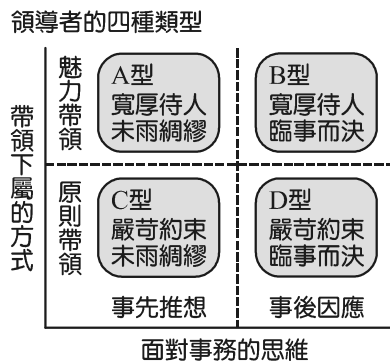 領導者的四種類型
帶領下屬的方式
魅力帶領
A型
寬厚待人
未雨綢繆
B型
寬厚待人
臨事而決
原則帶領
C型
嚴苛約束
未雨綢繆
D型
嚴苛約束
臨事而決
事先推想
事後因應
面對事務的思維